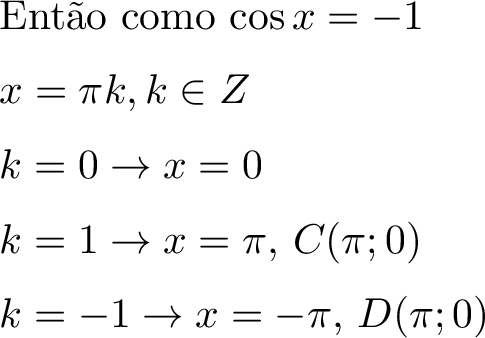 Então como cos x = −1
x = πk, k ∈ Z
k = 0 → x = 0
k = 1 → x = π, C(π; 0)
k = −1 → x = −π, D(π; 0)